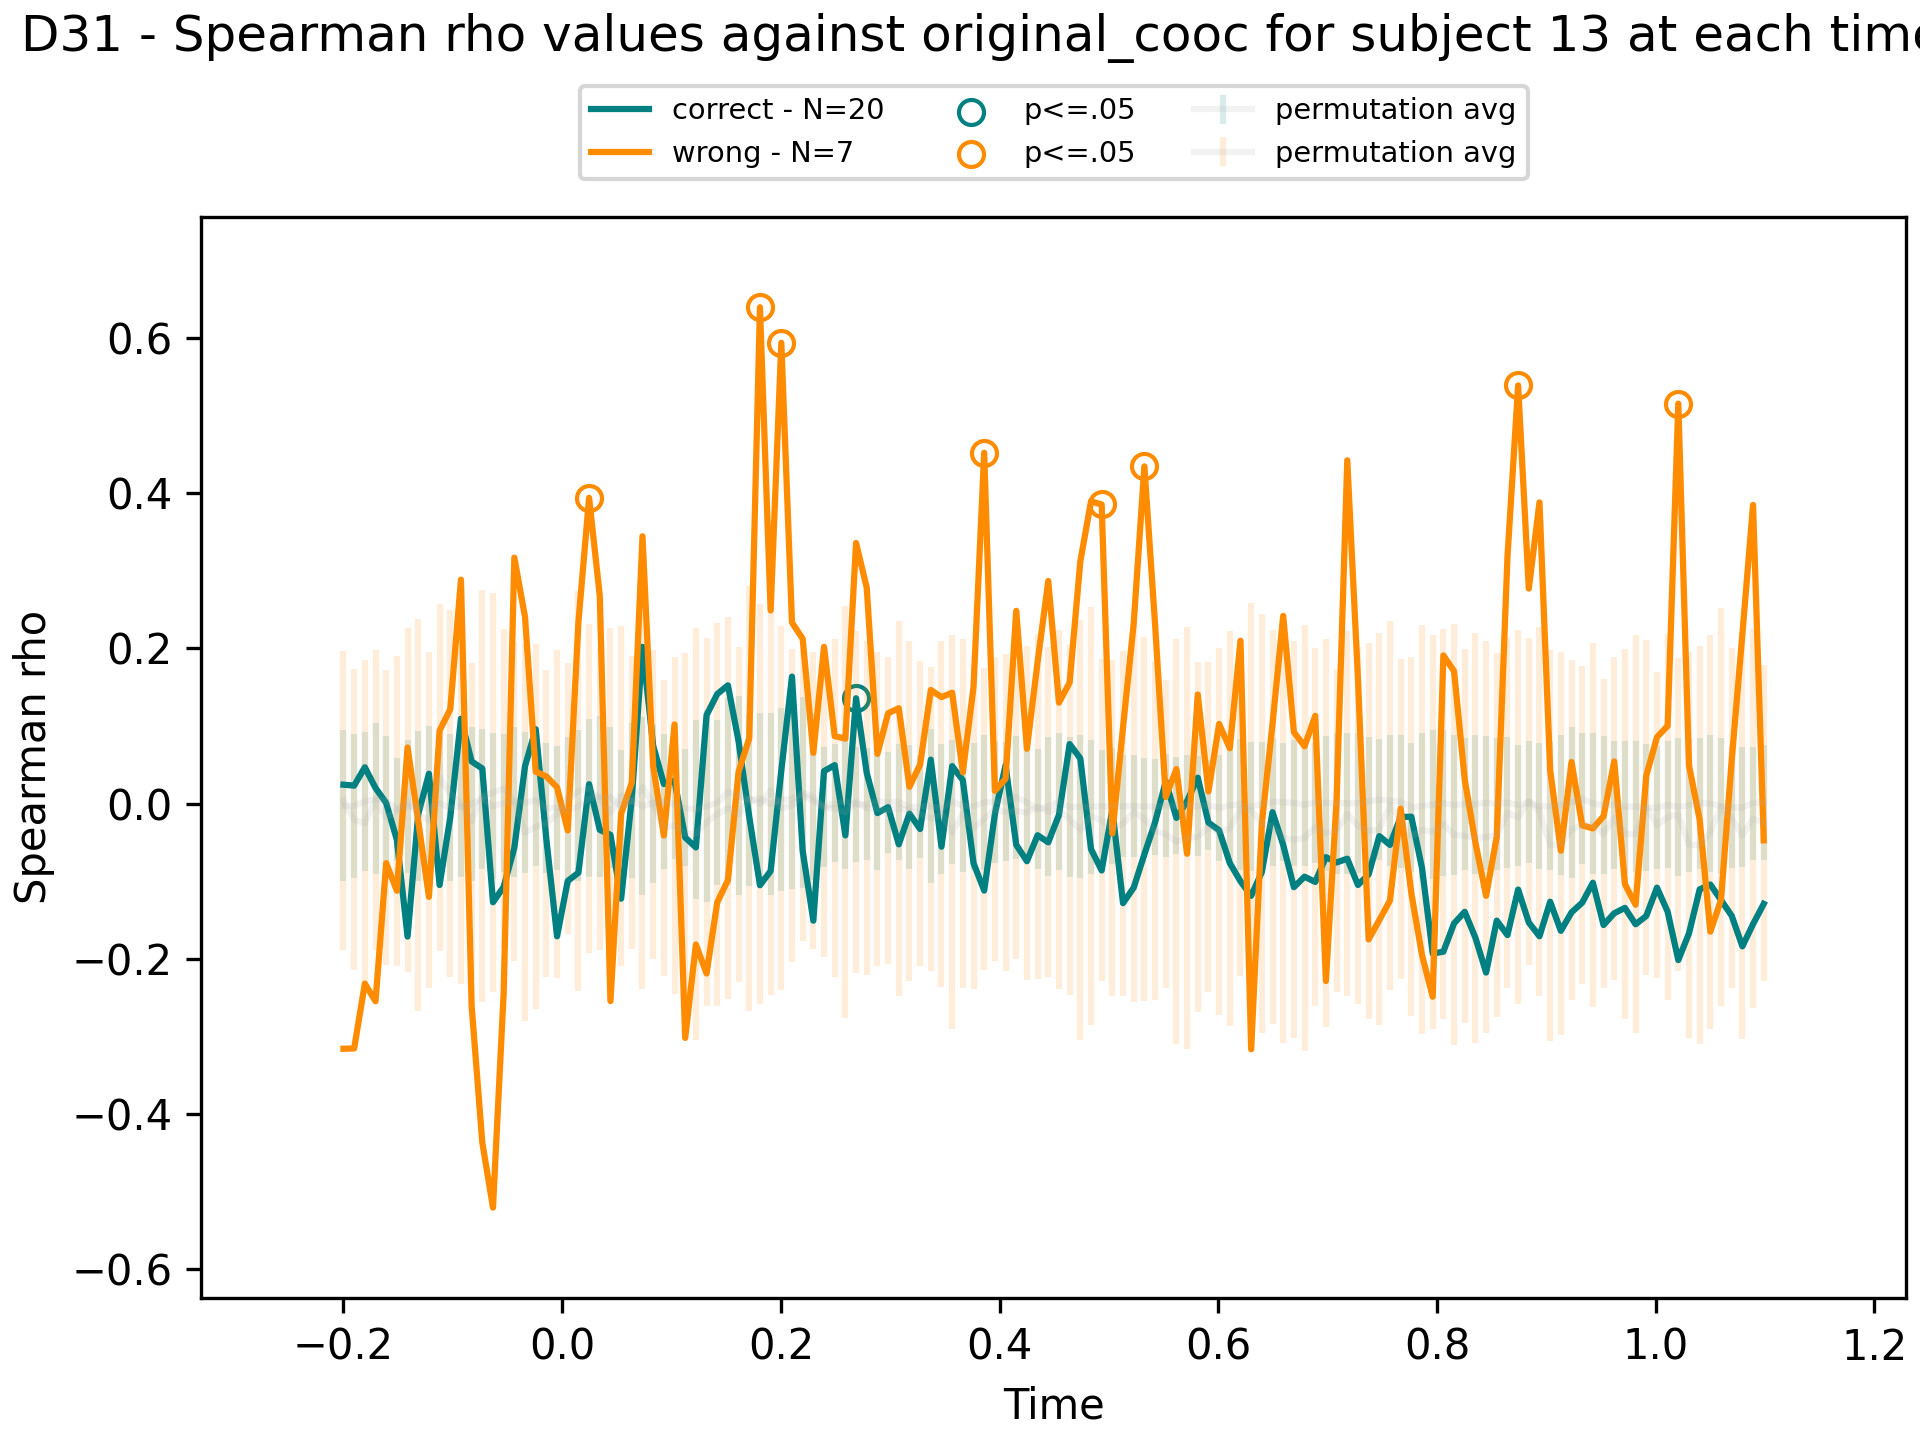 D31 - Spearman rho values against original_cooc for subject 13 at each time
correct - N=20
wrong - N=7
p<=.05
p<=.05
permutation avg
permutation avg
Spearman rho
0.6
0.4
0.2
0.0
−0.2
−0.4
−0.6
−0.2 0.0 0.2 0.4 0.6 0.8 1.0 1.2
Time